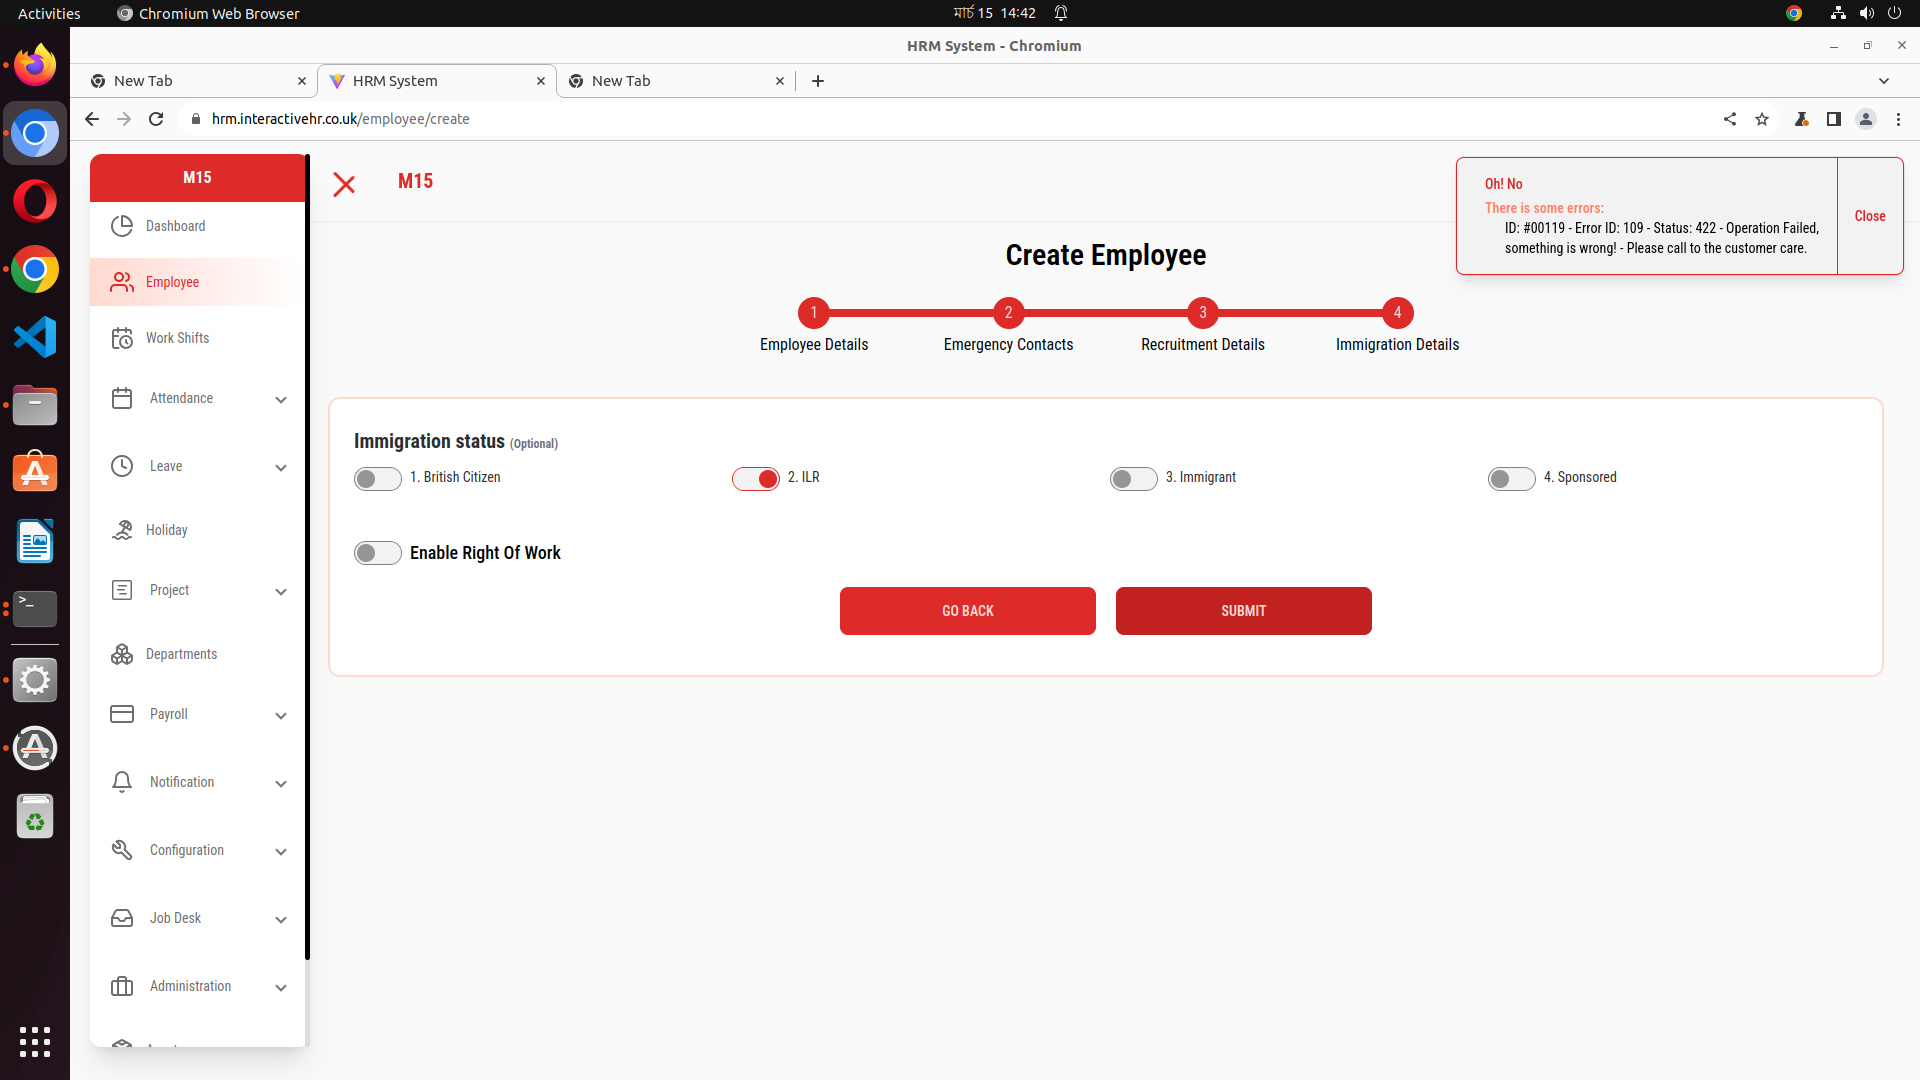 Activities
Chromium Web Browser
মার্চ 15 14:42
HRM System - Chromium
New Tab
HRM System
New Tab
hrm.interactivehr.co.uk/employee/create
M15
Dashboard
Employee
Work Shifts
Attendance
Leave
Holiday
Project
Departments
Payroll
Notification
Configuration
Job Desk
Administration
M15
Oh! No
There is some errors:
ID: #00119 - Error ID: 109 - Status: 422 - Operation Failed,
something is wrong! - Please call to the customer care.
Close
Create Employee
1
2
3
4
Employee Details
Emergency Contacts
Recruitment Details
Immigration Details
Immigration status (Optional)
1. British Citizen
2. ILR
3. Immigrant
4. Sponsored
Enable Right Of Work
GO BACK
SUBMIT